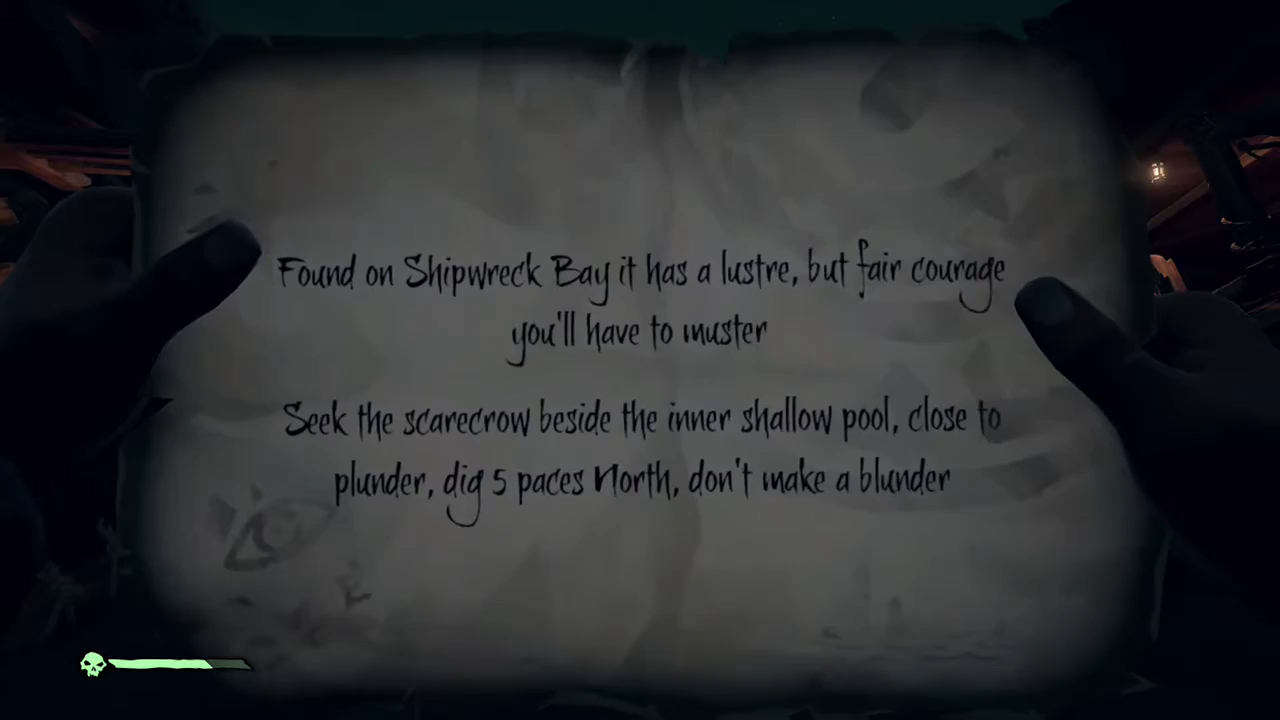 Found on Shipwreck Bay it has a lustre, but fair courage
you'll have to muster
Seek the scarecrow beside the inner shallow pool, close to
plunder, dig 5 paces North, don't make a blunder